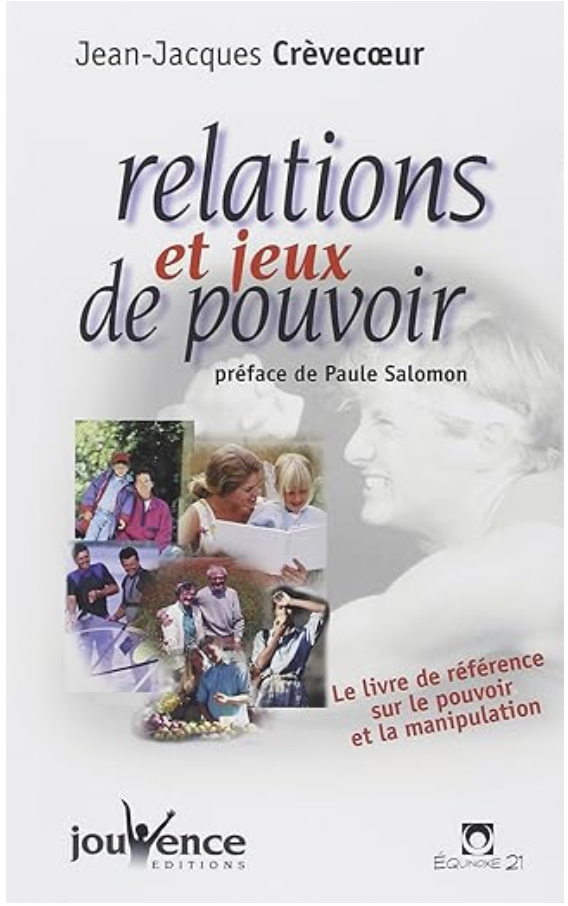 Jean-Jacques Crèvecœur
relations
et jeux
de pouvoir
préface de Paule Salomon
Le livre de référence
sur le pouvoir
et la manipulation
jouvence
EDITIONS
ÉQUINOXE 21